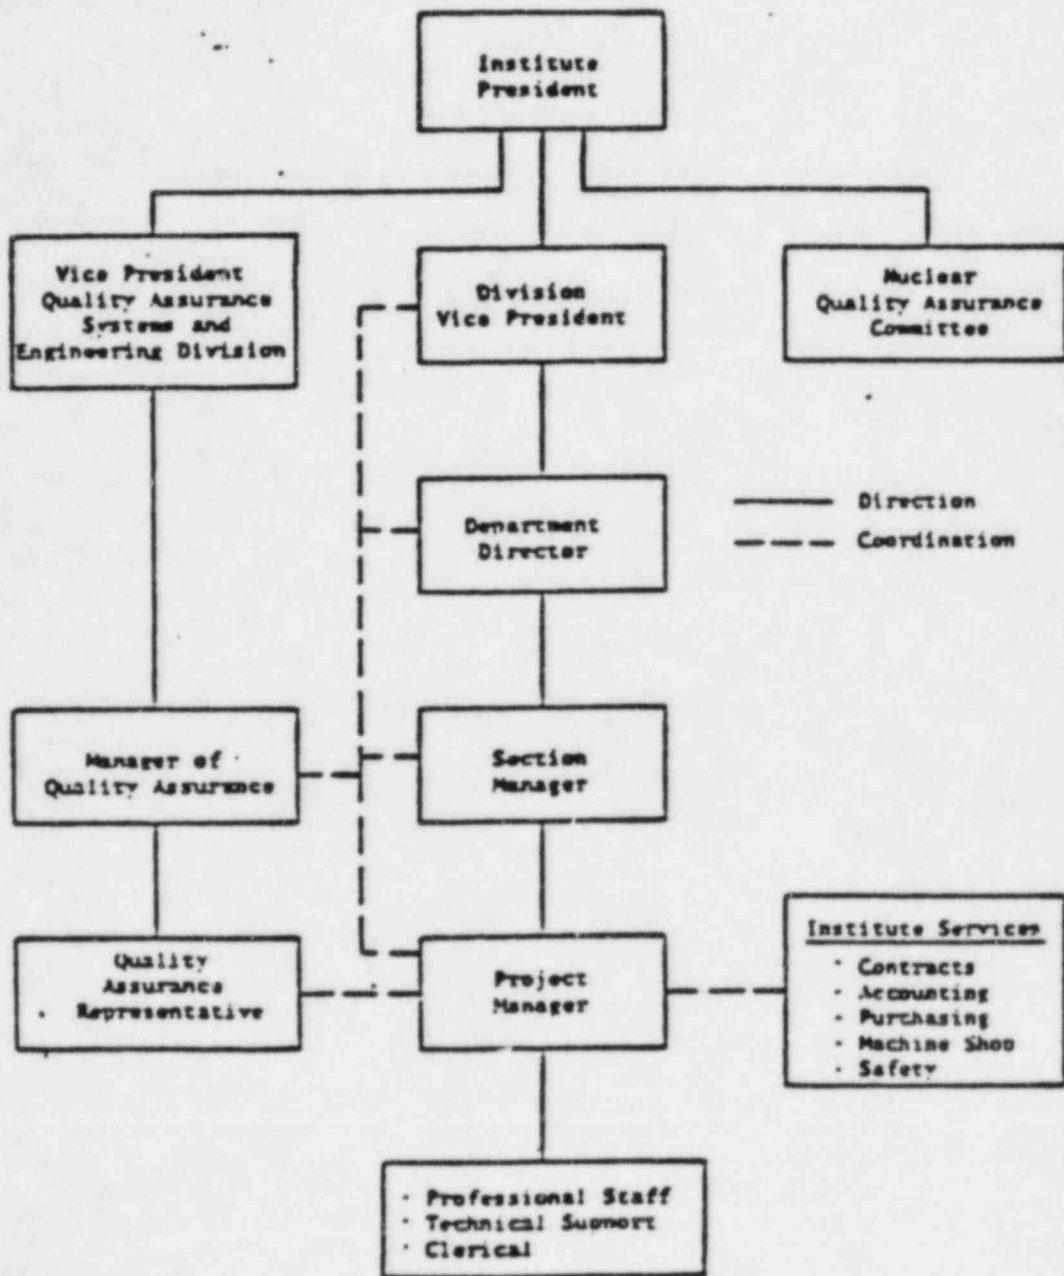 Institute
President
Vice President
Quality Assurance
Systems and
Engineering Division
Division
Vice President
Nuclear
Quality Assurance
Committee
Department
Director
Direction
Coordination
Manager of
Quality Assurance
Section
Manager
Quality
Assurance
Representative
Project
Manager
Institute Services
· Contracts
· Accounting
· Purchasing
· Machine Shop
· Safety
· Professional Staff
· Technical Support
· Clerical